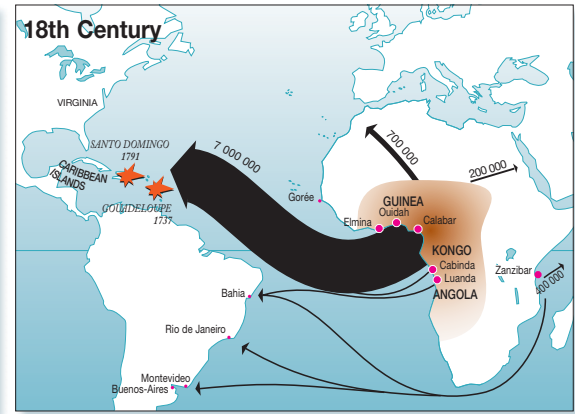 18th Century
VIRGINIA
SANTO DOMINGO
1791
CARIBBEAN
ISLANDS
GOUADELOUPE
1737
7 000 000
700 000
200 000
Gorée
GUINEA
Ouidah
Elmina
Calabar
KONGO
Cabinda
Luanda
ANGOLA
Zanzibar
400 000
Bahia
Rio de Janeiro
Montevideo
Buenos-Aires